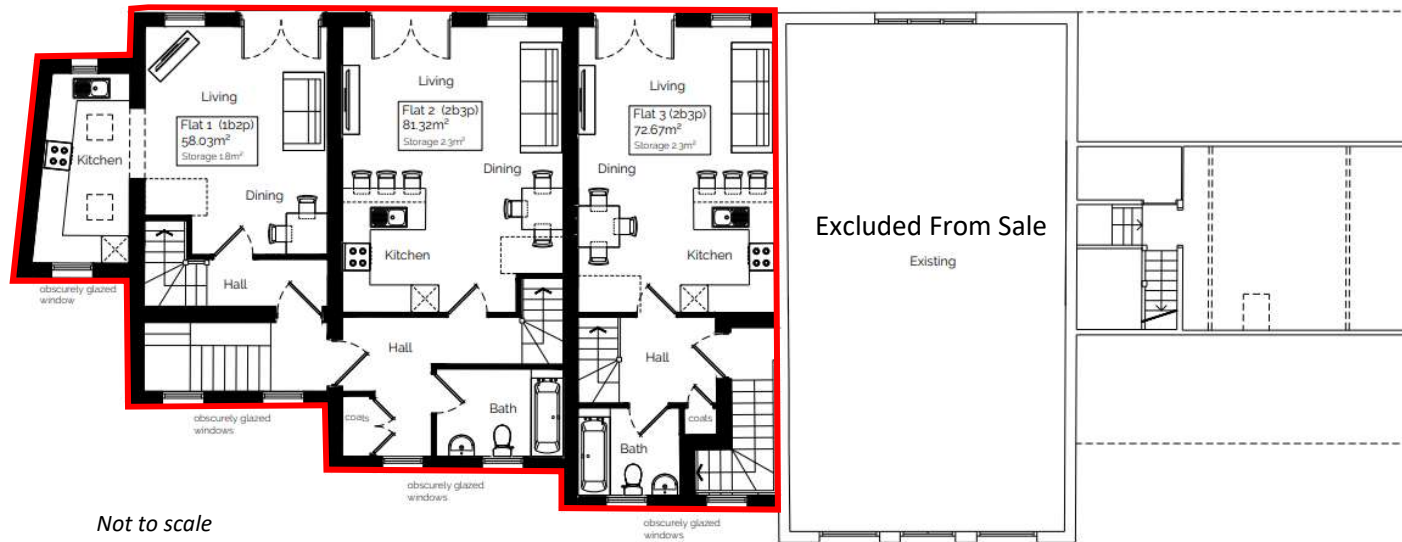 Living
Flat 1 (1b2p)
58.03m²
Storage 1.8m²
Kitchen
Dining
Hall
obscurely glazed
window
obscurely glazed
windows
Living
Flat 2 (2b3p)
81.32m²
Storage 2.3m²
Dining
Kitchen
Hall
coats
Bath
obscurely glazed
windows
Living
Flat 3 (2b3p)
72.67m²
Storage 2.3m²
Dining
Kitchen
Hall
coats
Bath
obscurely glazed
windows
Excluded From Sale
Existing
Not to scale